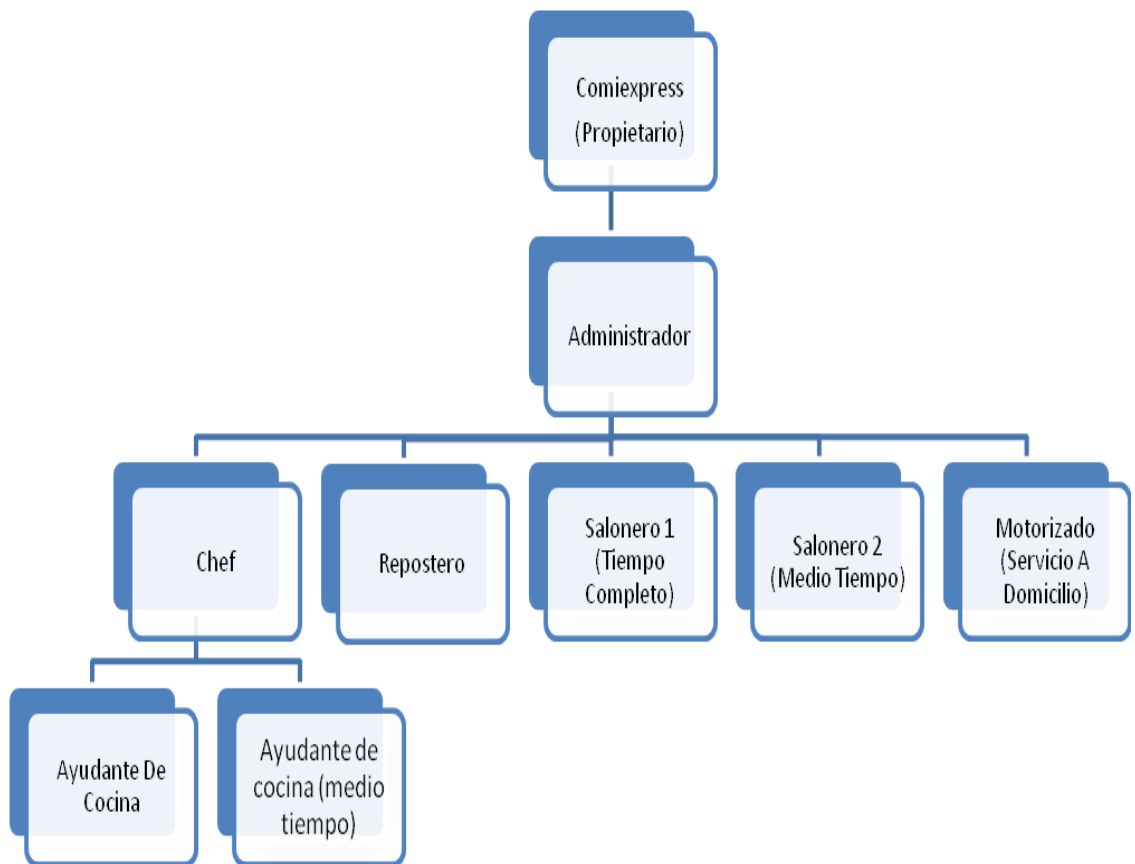 Comiexpress
(Propietario)
Administrador
Chef
Repostero
Salonero 1
(Tiempo
Completo)
Salonero 2
(Medio Tiempo)
Motorizado
(Servicio A
Domicilio)
Ayudante De
Cocina
Ayudante de
cocina (medio
tiempo)